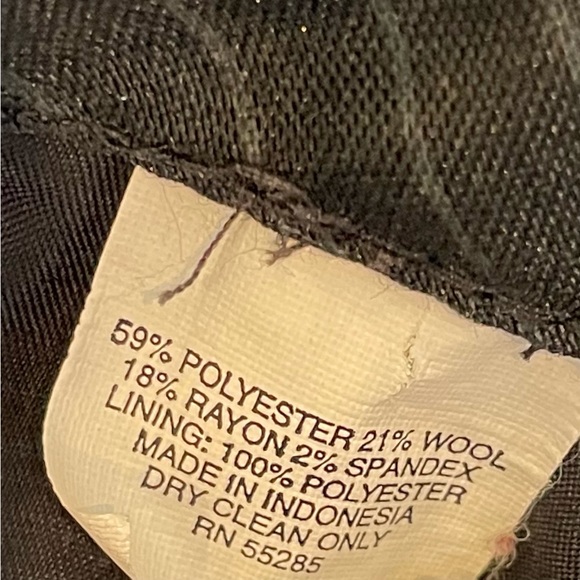 59% POLYESTER 21% WOOL
18% RAYON 2% SPANDEX
LINING: 100% POLYESTER
MADE IN INDONESIA
DRY CLEAN ONLY
RN 55285